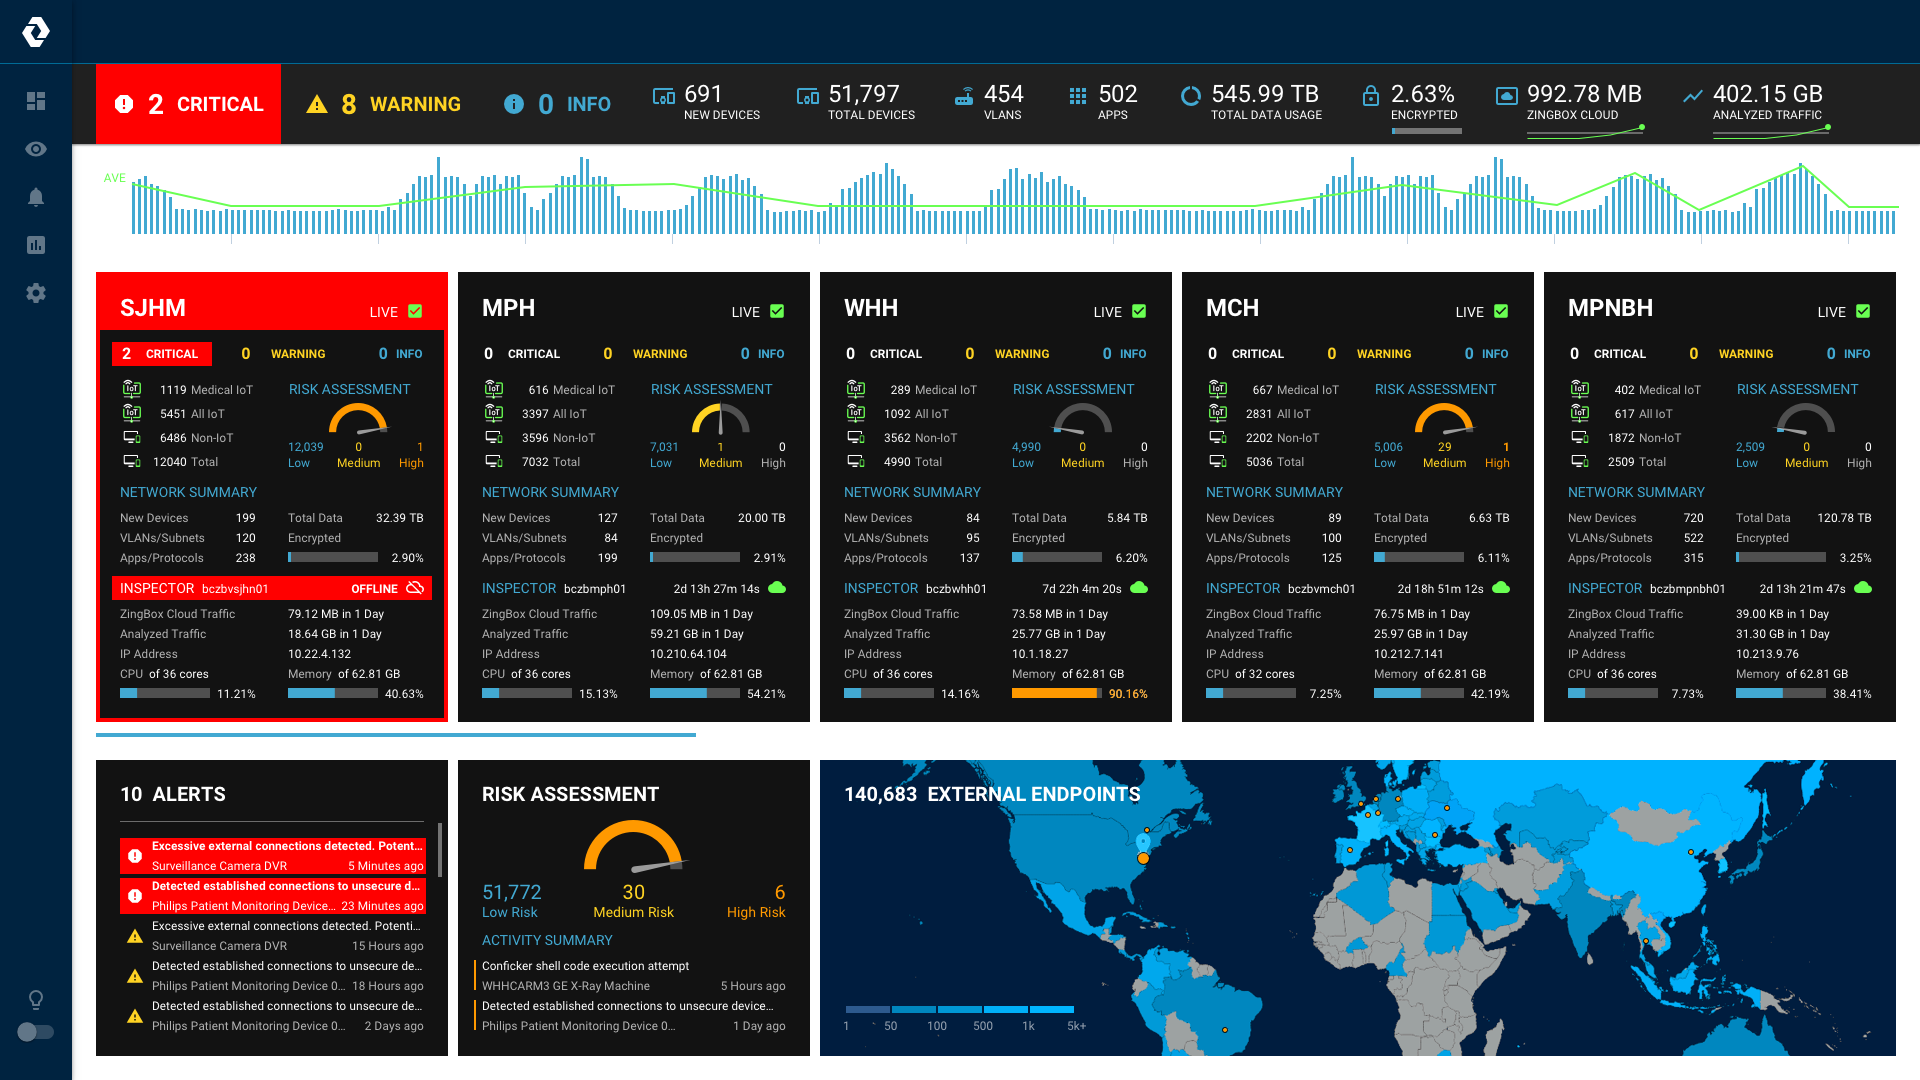 2 CRITICAL
8 WARNING
0 INFO
691
NEW DEVICES
51,797
TOTAL DEVICES
454
VLANS
502
APPS
545.99 TB
TOTAL DATA USAGE
2.63%
ENCRYPTED
992.78 MB
ZINGBOX CLOUD
402.15 GB
ANALYZED TRAFFIC
AVE
SJHM LIVE
2 CRITICAL 0 WARNING 0 INFO
1119 Medical IoT
5451 All IoT
6486 Non-IoT
12040 Total
RISK ASSESSMENT
12,039 0 1
Low Medium High
NETWORK SUMMARY
New Devices 199
VLANs/Subnets 120
Apps/Protocols 238
Total Data 32.39 TB
Encrypted
2.90%
INSPECTOR bczbvsjhn01 OFFLINE
ZingBox Cloud Traffic 79.12 MB in 1 Day
Analyzed Traffic 18.64 GB in 1 Day
IP Address 10.22.4.132
CPU of 36 cores Memory of 62.81 GB
11.21% 40.63%
MPH LIVE
0 CRITICAL 0 WARNING 0 INFO
616 Medical IoT
3397 All IoT
3596 Non-IoT
7032 Total
RISK ASSESSMENT
7,031 1 0
Low Medium High
NETWORK SUMMARY
New Devices 127
VLANs/Subnets 84
Apps/Protocols 199
Total Data 20.00 TB
Encrypted
2.91%
INSPECTOR bczbmph01 2d 13h 27m 14s
ZingBox Cloud Traffic 109.05 MB in 1 Day
Analyzed Traffic 59.21 GB in 1 Day
IP Address 10.210.64.104
CPU of 36 cores Memory of 62.81 GB
15.13% 54.21%
WHH LIVE
0 CRITICAL 0 WARNING 0 INFO
289 Medical IoT
1092 All IoT
3562 Non-IoT
4990 Total
RISK ASSESSMENT
4,990 0 0
Low Medium High
NETWORK SUMMARY
New Devices 84
VLANs/Subnets 95
Apps/Protocols 137
Total Data 5.84 TB
Encrypted
6.20%
INSPECTOR bczbwhh01 7d 22h 4m 20s
ZingBox Cloud Traffic 73.58 MB in 1 Day
Analyzed Traffic 25.77 GB in 1 Day
IP Address 10.1.18.27
CPU of 36 cores Memory of 62.81 GB
14.16% 90.16%
MCH LIVE
0 CRITICAL 0 WARNING 0 INFO
667 Medical IoT
2831 All IoT
2202 Non-IoT
5036 Total
RISK ASSESSMENT
5,006 29 1
Low Medium High
NETWORK SUMMARY
New Devices 89
VLANs/Subnets 100
Apps/Protocols 125
Total Data 6.63 TB
Encrypted
6.11%
INSPECTOR bczbvmch01 2d 18h 51m 12s
ZingBox Cloud Traffic 76.75 MB in 1 Day
Analyzed Traffic 25.97 GB in 1 Day
IP Address 10.212.7.141
CPU of 32 cores Memory of 62.81 GB
7.25% 42.19%
MPNBH LIVE
0 CRITICAL 0 WARNING 0 INFO
402 Medical IoT
617 All IoT
1872 Non-IoT
2509 Total
RISK ASSESSMENT
2,509 0 0
Low Medium High
NETWORK SUMMARY
New Devices 720
VLANs/Subnets 522
Apps/Protocols 315
Total Data 120.78 TB
Encrypted
3.25%
INSPECTOR bczbmpnbh01 2d 13h 21m 47s
ZingBox Cloud Traffic 39.00 KB in 1 Day
Analyzed Traffic 31.30 GB in 1 Day
IP Address 10.213.9.76
CPU of 36 cores Memory of 62.81 GB
7.73% 38.41%
10 ALERTS
Excessive external connections detected. Potent...
Surveillance Camera DVR 5 Minutes ago
Detected established connections to unsecure d...
Philips Patient Monitoring Device... 23 Minutes ago
Excessive external connections detected. Potenti...
Surveillance Camera DVR 15 Hours ago
Detected established connections to unsecure de...
Philips Patient Monitoring Device 0... 18 Hours ago
Detected established connections to unsecure de...
Philips Patient Monitoring Device 0... 2 Days ago
RISK ASSESSMENT
51,772 30 6
Low Risk Medium Risk High Risk
ACTIVITY SUMMARY
Conficker shell code execution attempt
WHHCARM3 GE X-Ray Machine 5 Hours ago
Detected established connections to unsecure device...
Philips Patient Monitoring Device 0... 1 Day ago
140,683 EXTERNAL ENDPOINTS
1 50 100 500 1k 5k+
IoT
IoT
IoT
IoT
IoT
IoT
IoT
IoT
IoT
IoT